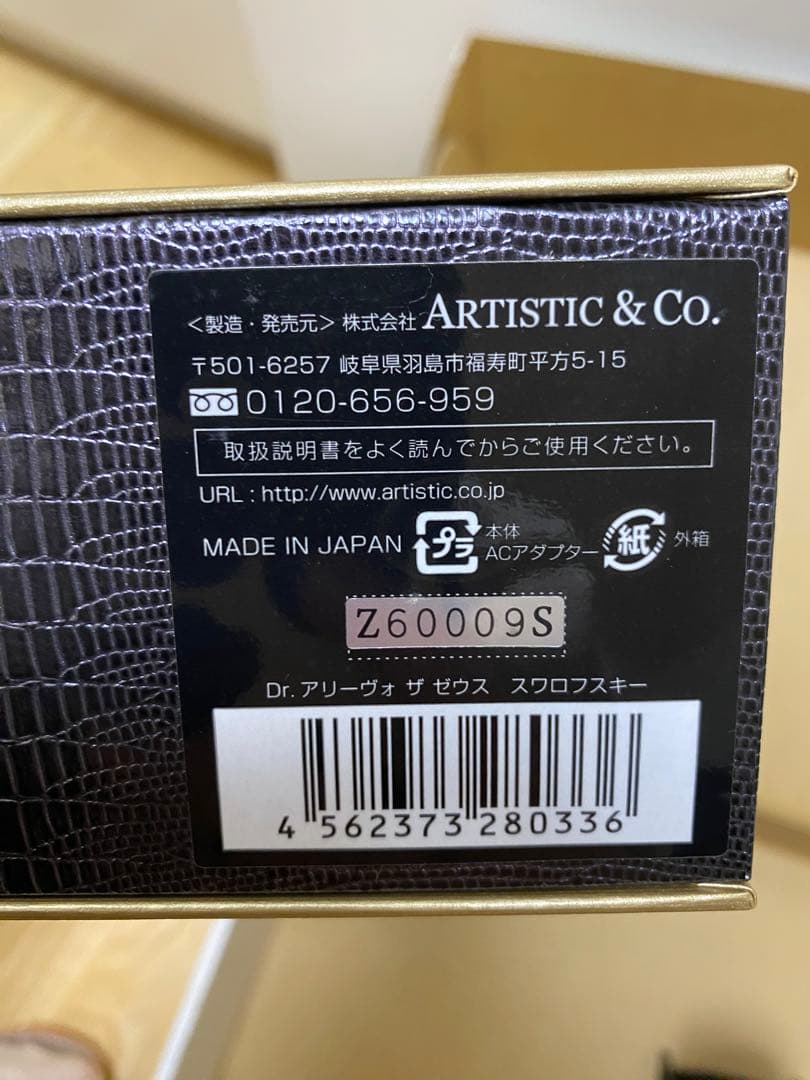 ＜製造・発売元＞株式会社 ARTISTIC & CO.
〒501-6257 岐阜県羽島市福寿町平方5-15
0120-656-959
取扱説明書をよく読んでからご使用ください。
URL : http://www.artistic.co.jp
MADE IN JAPAN プラ 本体 ACアダプター 紙 外箱
Z60009S
Dr. アリーヴォ ザ ゼウス スワロフスキー
4 562373 280336